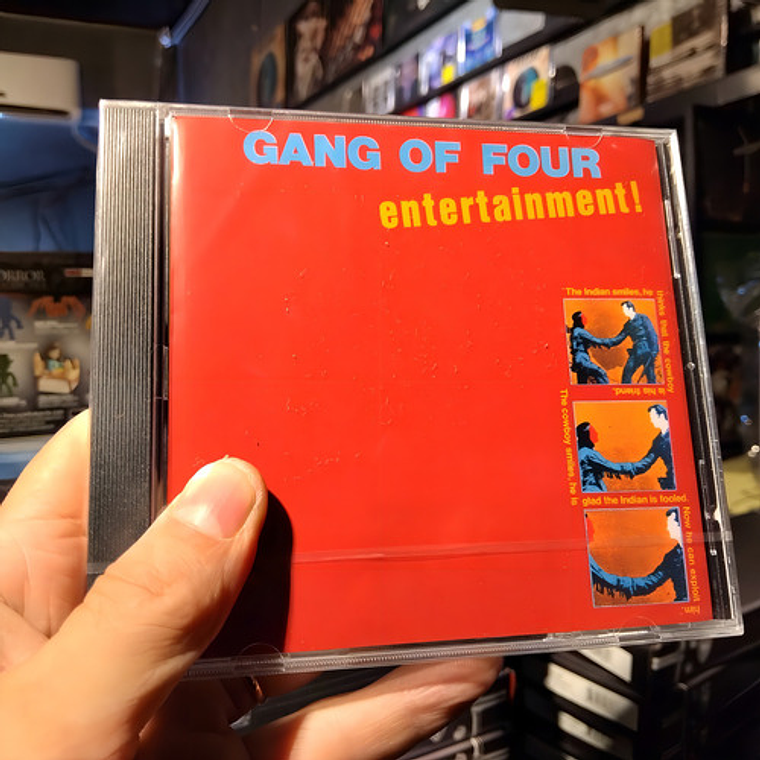 GANG OF FOUR
entertainment!
"The Indian smiles, he
thinks that the cowboy
is his friend.
The cowboy smiles, he is
glad the Indian is fooled.
Now he can exploit
him."